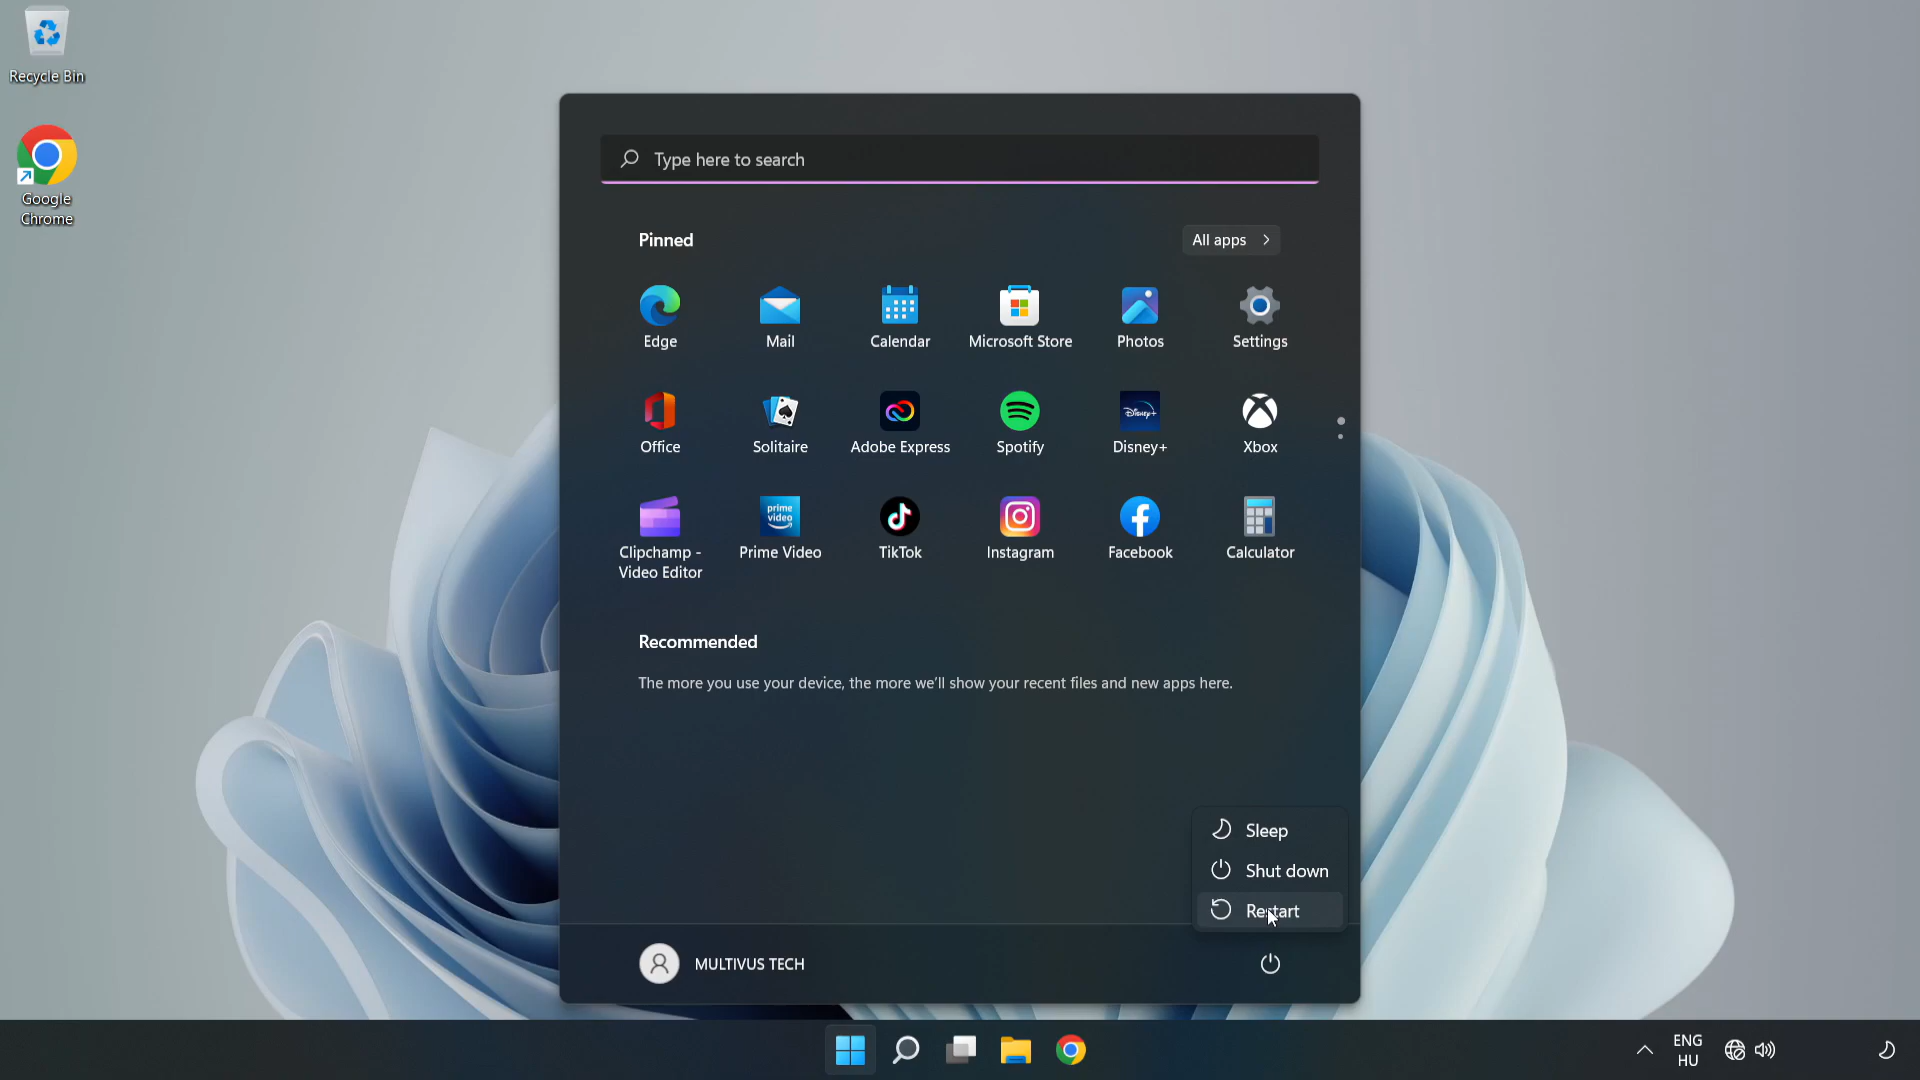 Recycle Bin
Google
Chrome
Type here to search
Pinned
All apps
Edge
Mail
Calendar
Microsoft Store
Photos
Settings
Office
Solitaire
Disney+
Adobe Express
Spotify
Disney+
Xbox
prime
video
Clipchamp -
Video Editor
Prime Video
TikTok
Instagram
Facebook
Calculator
Recommended
The more you use your device, the more we'll show your recent files and new apps here.
Sleep
Shut down
Restart
MULTIVUS TECH
ENG
HU